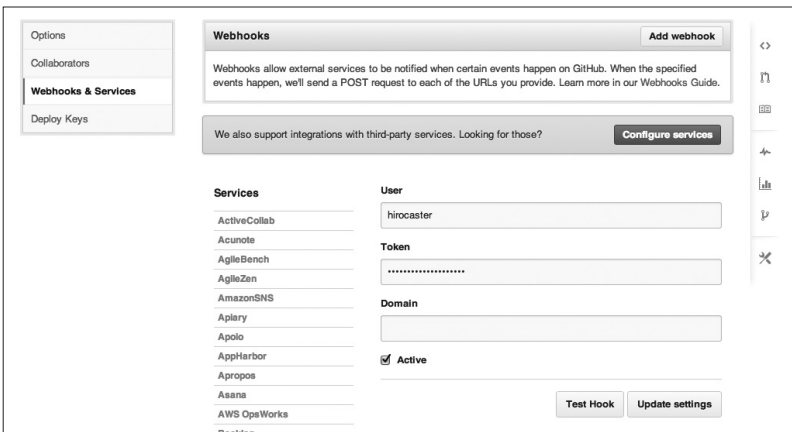 Options
Collaborators
Webhooks & Services
Deploy Keys
Webhooks
Add webhook
Webhooks allow external services to be notified when certain events happen on GitHub. When the specified
events happen, we'll send a POST request to each of the URLs you provide. Learn more in our Webhooks Guide.
We also support integrations with third-party services. Looking for those?
Configure services
Services
ActiveCollab
Acunote
AgileBench
AgileZen
AmazonSNS
Apiary
Apolo
AppHarbor
Apropos
Asana
AWS OpsWorks
User
hirocaster
Token
••••••••••••••••••••
Domain
Active
Test Hook
Update settings